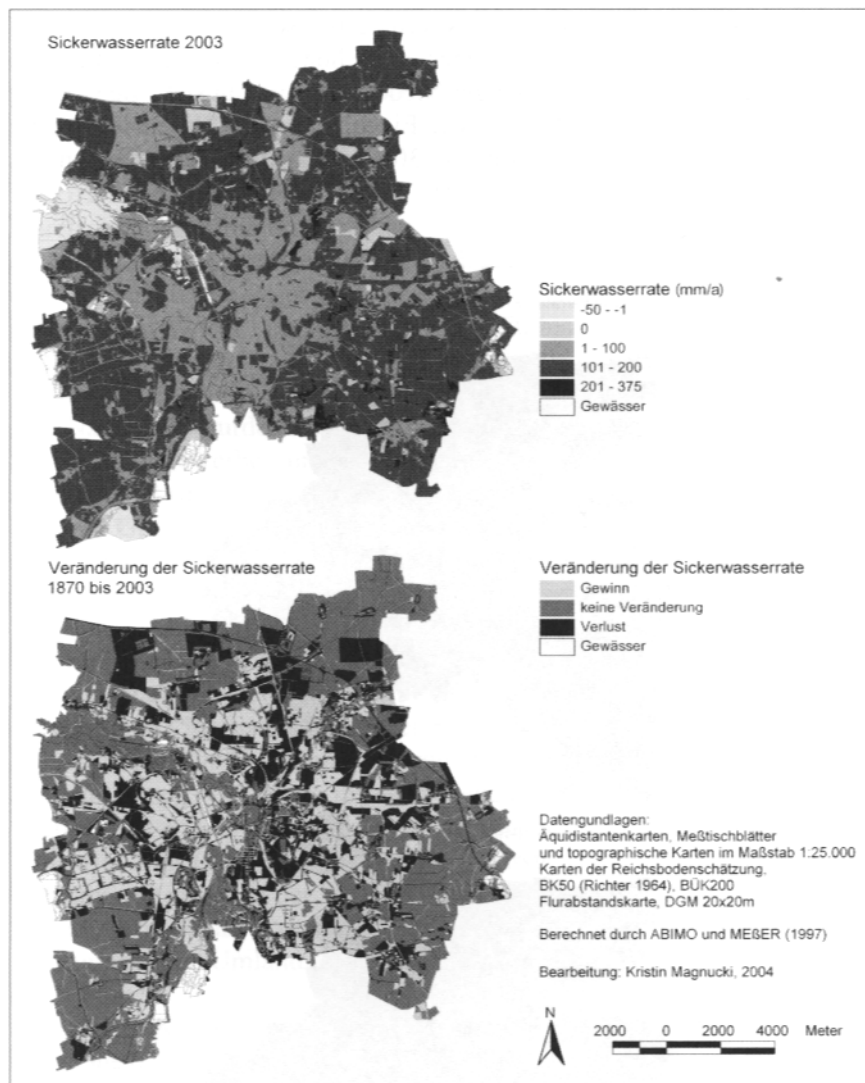 Sickerwasserrate 2003
Sickerwasserrate (mm/a)
-50 - -1
0
1 - 100
101 - 200
201 - 375
Gewässer
Veränderung der Sickerwasserrate
1870 bis 2003
Veränderung der Sickerwasserrate
Gewinn
keine Veränderung
Verlust
Gewässer
Datengundlagen:
Äquidistantenkarten, Meßtischblätter
und topographische Karten im Maßstab 1:25.000
Karten der Reichsbodenschätzung,
BK50 (Richter 1964), BÜK200
Flurabstandskarte, DGM 20x20m
Berechnet durch ABIMO und MEßER (1997)
Bearbeitung: Kristin Magnucki, 2004
N
2000 0 2000 4000 Meter